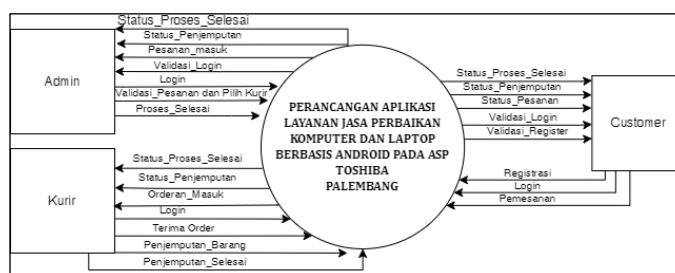 Status_Proses_Selesai
Status_Penjemputan
Pesanan_masuk
Validasi_Login
Login
Validasi_Pesanan dan Pilih Kurir
Proses_Selesai
Admin
Status_Proses_Selesai
Status_Penjemputan
Orderan_Masuk
Login
Terima Order
Penjemputan_Barang
Penjemputan_Selesai
Kurir
PERANCANGAN APLIKASI
LAYANAN JASA PERBAIKAN
KOMPUTER DAN LAPTOP
BERBASIS ANDROID PADA ASP
TOSHIBA
PALEMBANG
Status_Proses_Selesai
Status_Penjemputan
Status_Pesanan
Validasi_Login
Validasi_Register
Customer
Registrasi
Login
Pemesanan